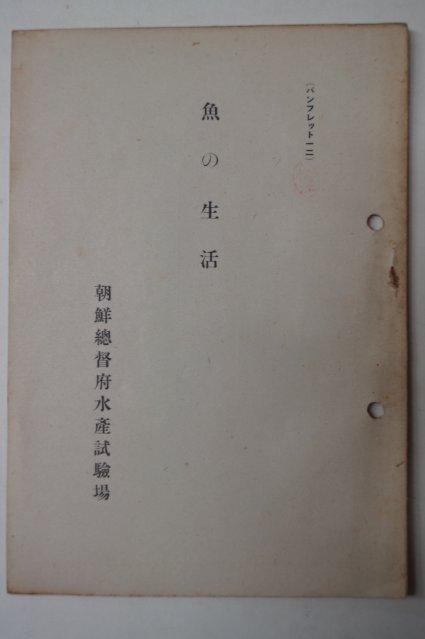 （パンフレット一二）
魚の生活
朝鮮總督府水產試驗場